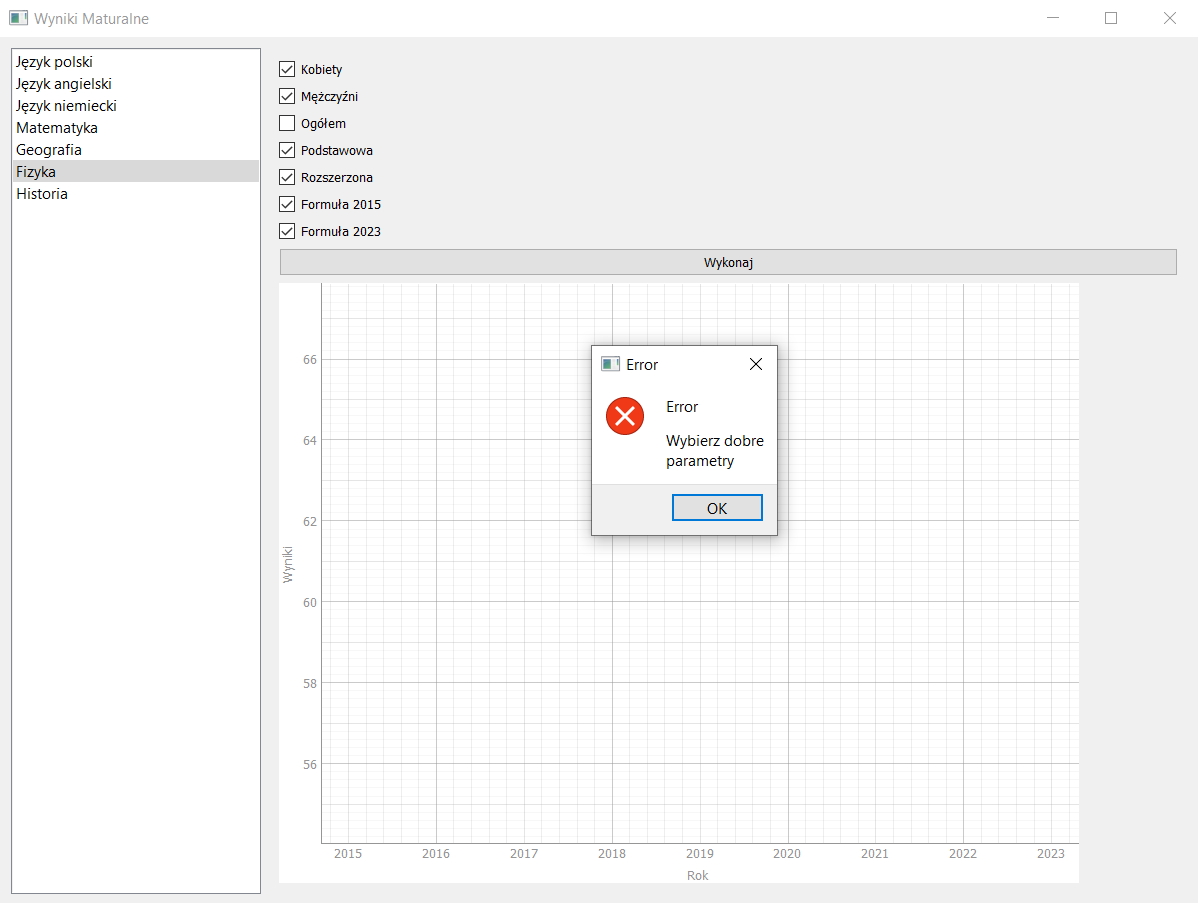 Wyniki Maturalne
Język polski
Język angielski
Język niemiecki
Matematyka
Geografia
Fizyka
Historia
Kobiety
Mężczyźni
Ogółem
Podstawowa
Rozszerzona
Formuła 2015
Formuła 2023
Wykonaj
66
64
62
60
58
56
Wyniki
2015 2016 2017 2018 2019 2020 2021 2022 2023
Rok
Error
Error
Wybierz dobre
parametry
OK